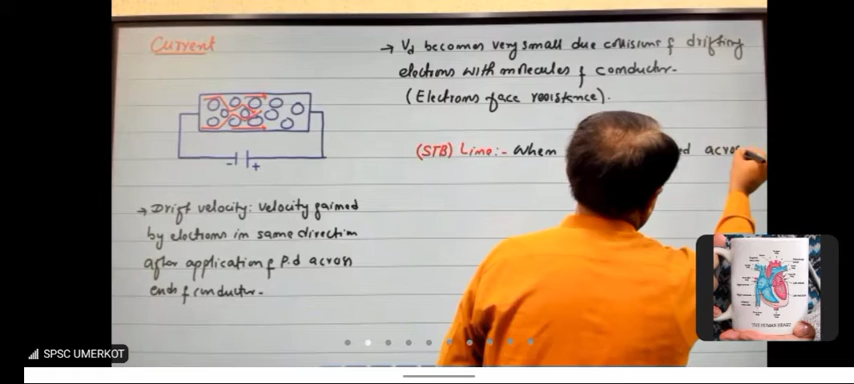 Current
- +
→ Drift velocity: velocity gained
by electrons in same direction
after application of P.d across
ends of conductor.
→ Vd becomes very small due collisions of drifting
electrons with molecules of conductor.
(Electrons face resistance).
(STB) Line:- When
ed acros
THE HUMAN HEART
SPSC UMERKOT